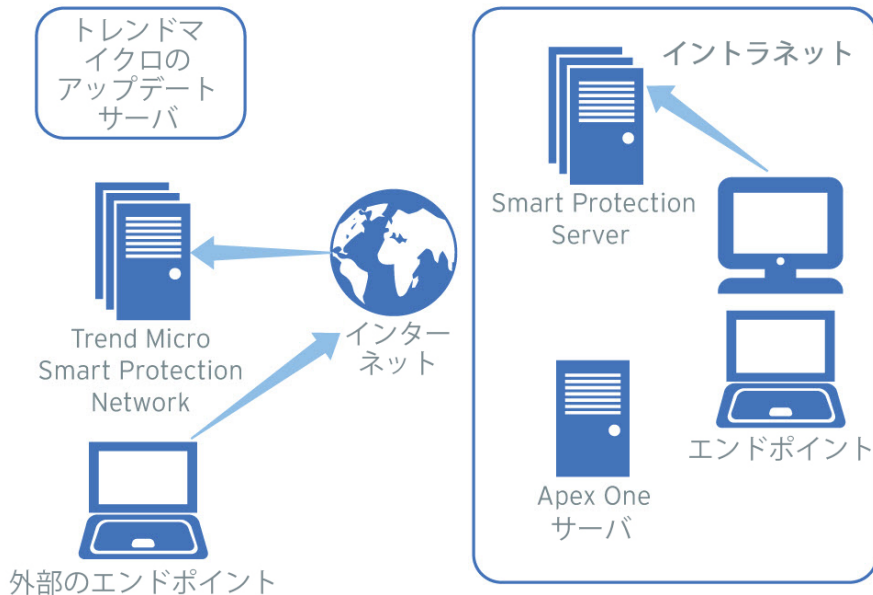 トレンドマ
イクロの
アップデート
サーバ
イントラネット
Smart Protection
Server
Trend Micro
Smart Protection
Network
インター
ネット
エンドポイント
Apex One
サーバ
外部のエンドポイント